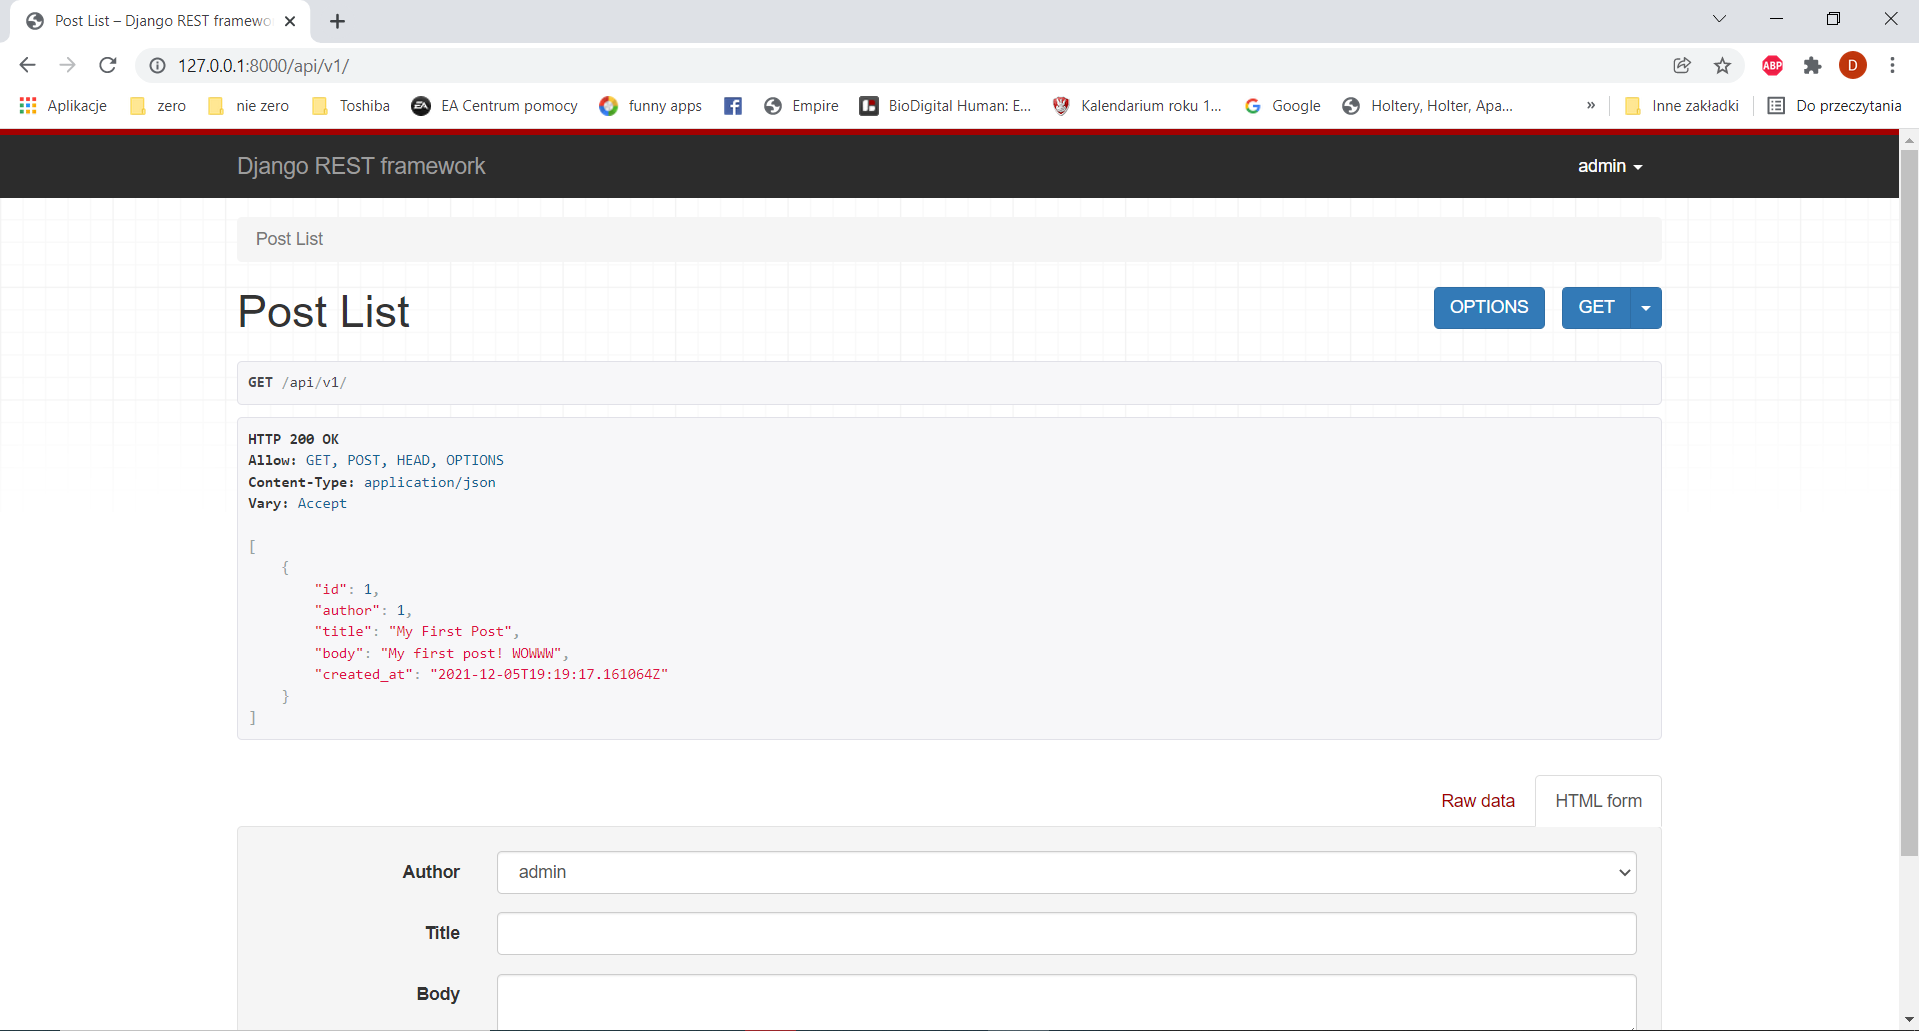 Post List – Django REST framewo
127.0.0.1:8000/api/v1/
ABP
D
Aplikacje zero nie zero Toshiba EA Centrum pomocy funny apps Empire BioDigital Human: E... Kalendarium roku 1... Google Holtery, Holter, Apa... » Inne zakładki Do przeczytania
Django REST framework admin
Post List
Post List OPTIONS GET
GET /api/v1/
HTTP 200 OK
Allow: GET, POST, HEAD, OPTIONS
Content-Type: application/json
Vary: Accept
[
{
"id": 1,
"author": 1,
"title": "My First Post",
"body": "My first post! WOWWW",
"created_at": "2021-12-05T19:19:17.161064Z"
}
]
Raw data HTML form
Author admin
Title
Body